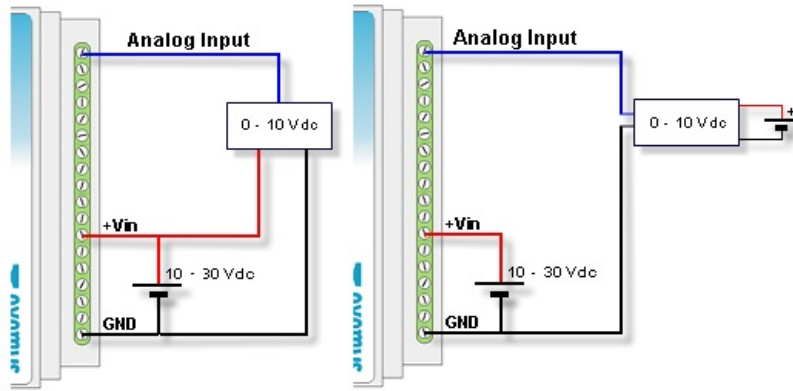 Analog Input
0 - 10 Vdc
+Vin
10 - 30 Vdc
GND
Analog Input
0 - 10 Vdc
+
+Vin
10 - 30 Vdc
GND